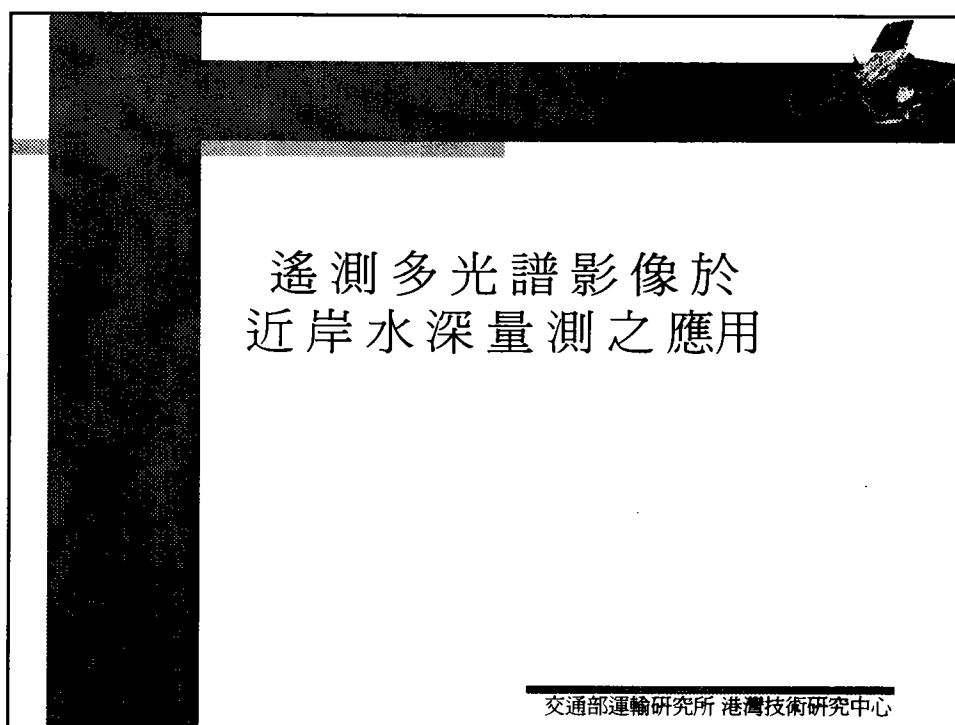 遙測多光譜影像於
近岸水深量測之應用
交通部運輸研究所 港灣技術研究中心